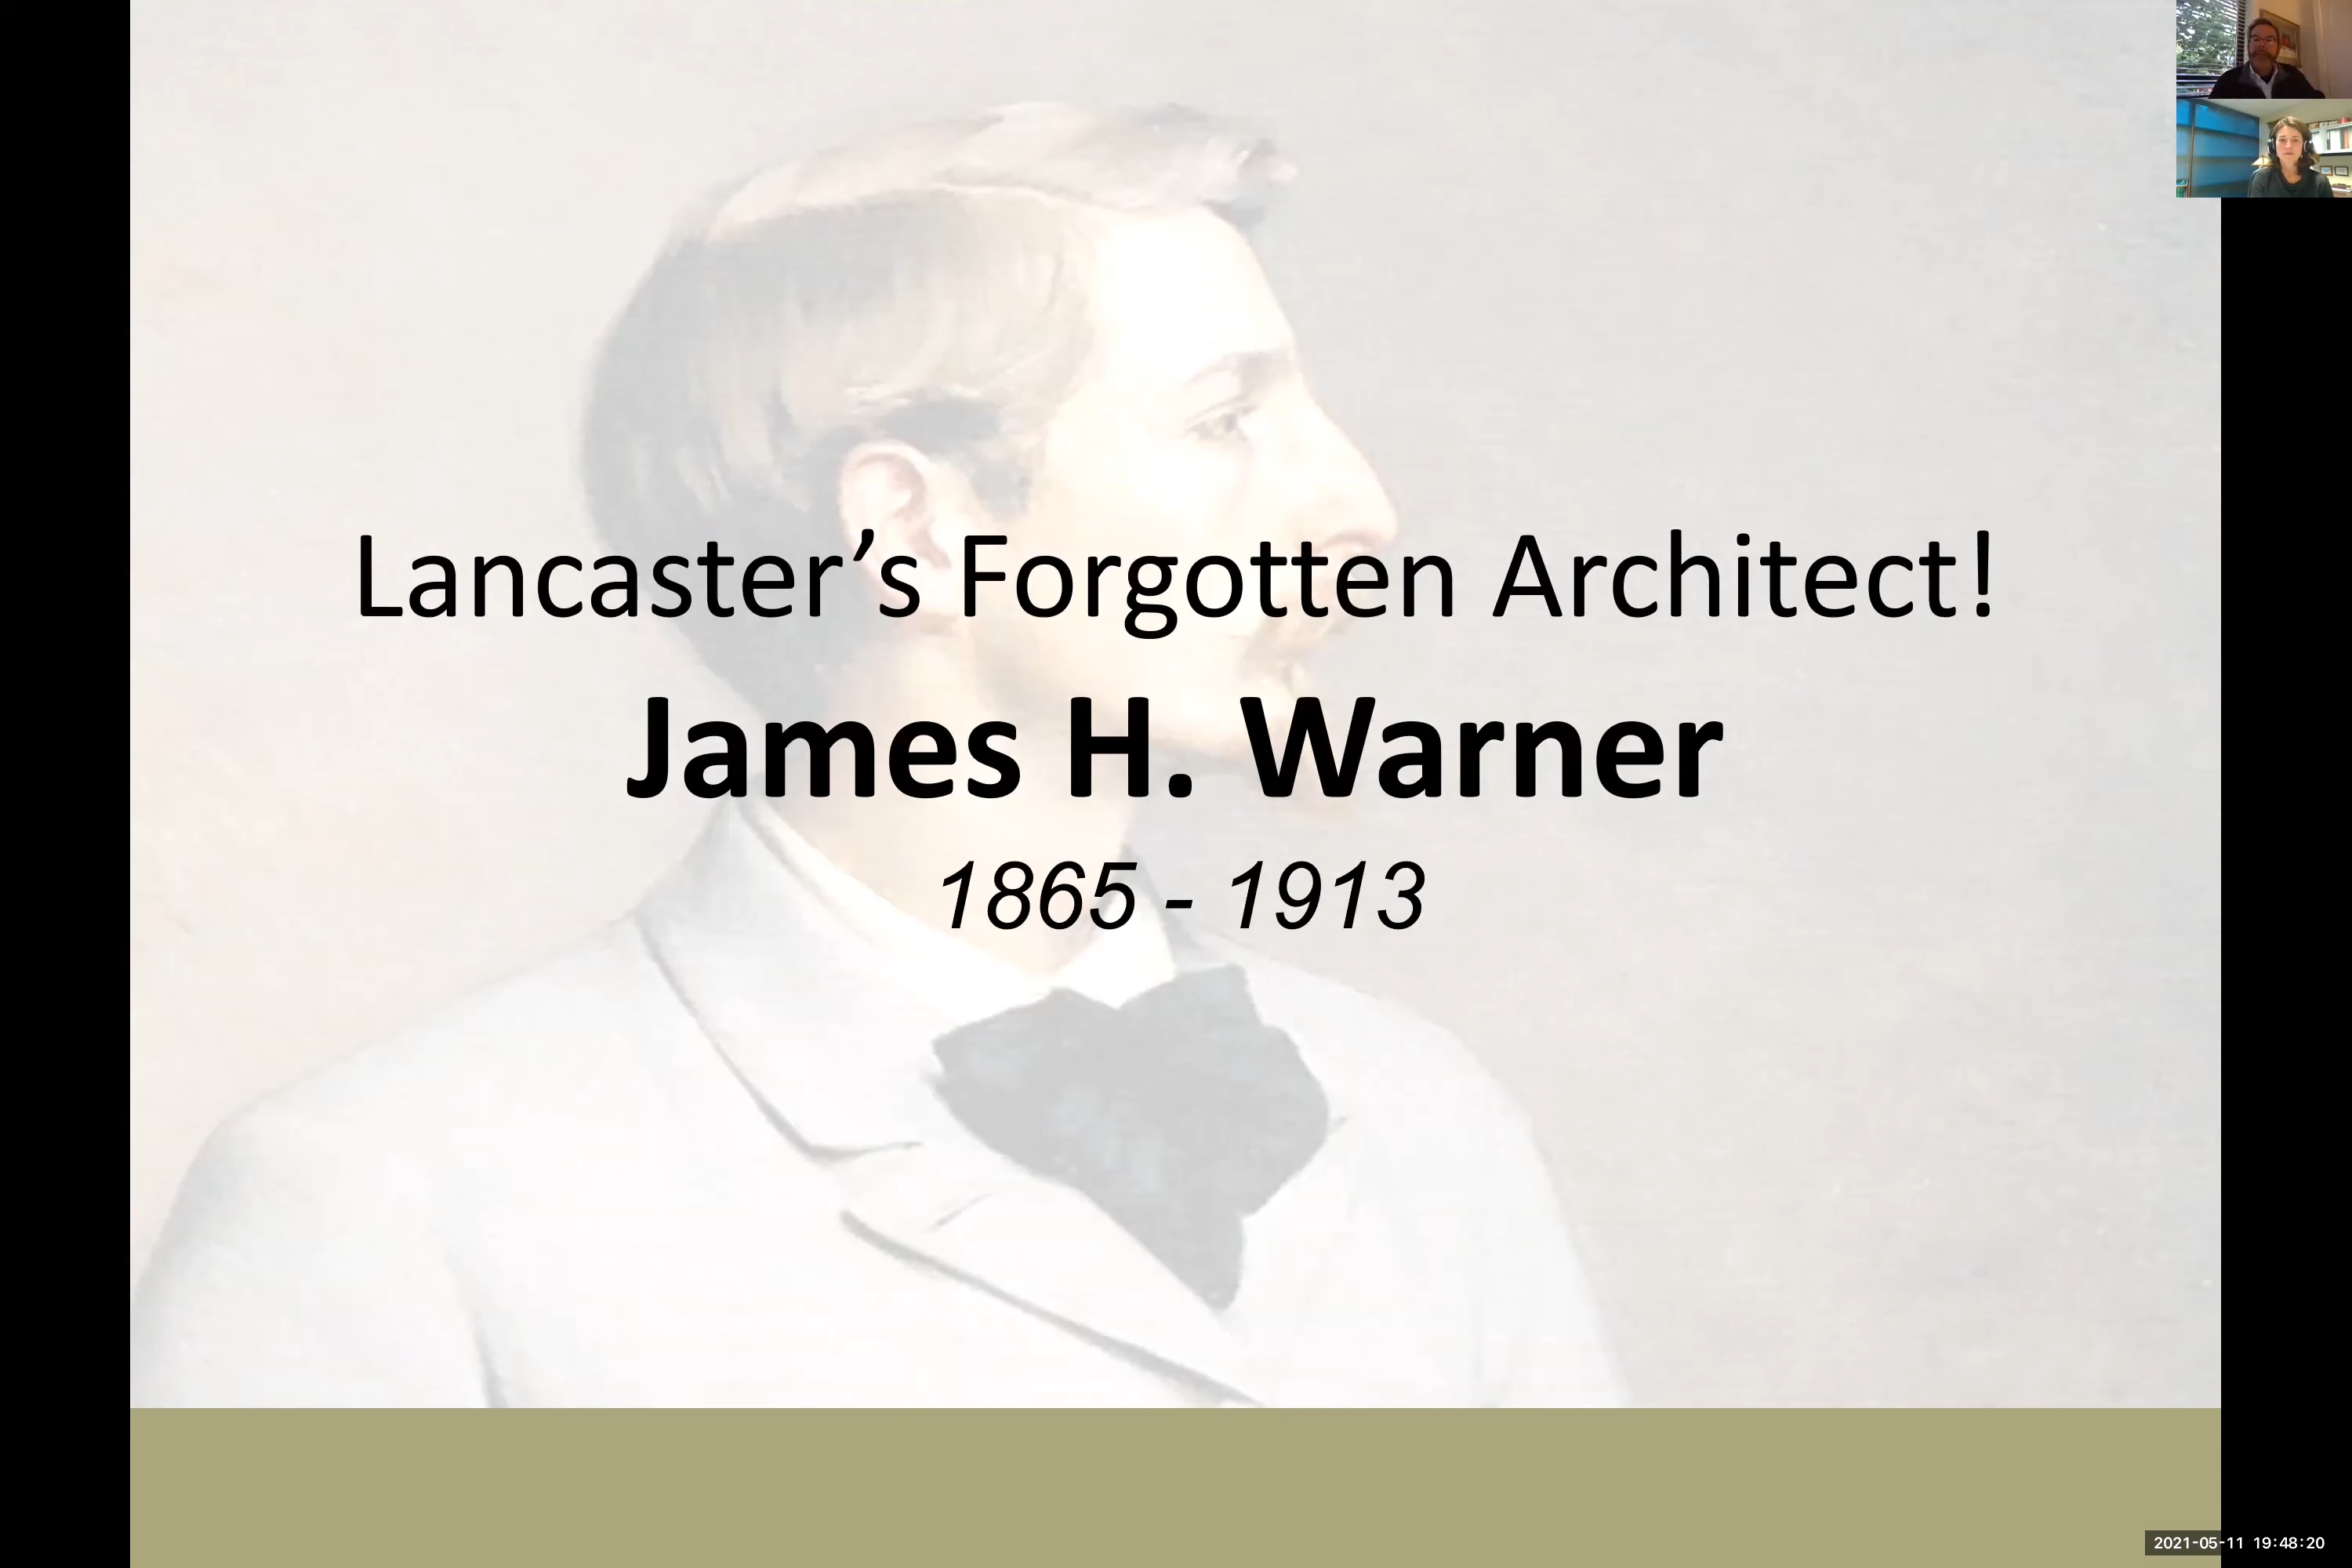 Lancaster’s Forgotten Architect!
James H. Warner
1865 - 1913
2021-05-11 19:48:20